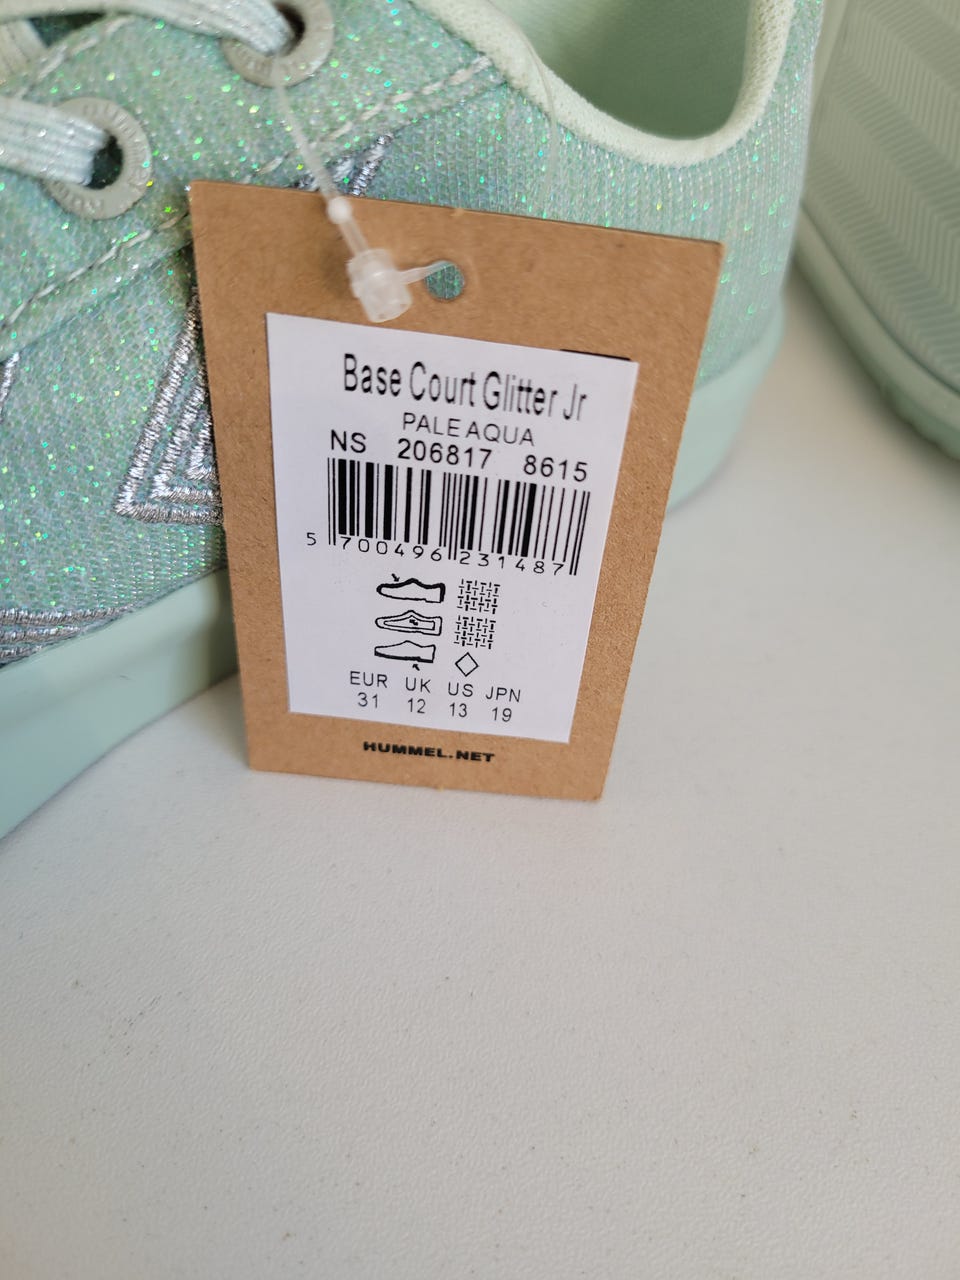 Base Court Glitter Jr
PALE AQUA
NS 206817 8615
5 700496 231487
EUR UK US JPN
31 12 13 19
HUMMEL.NET